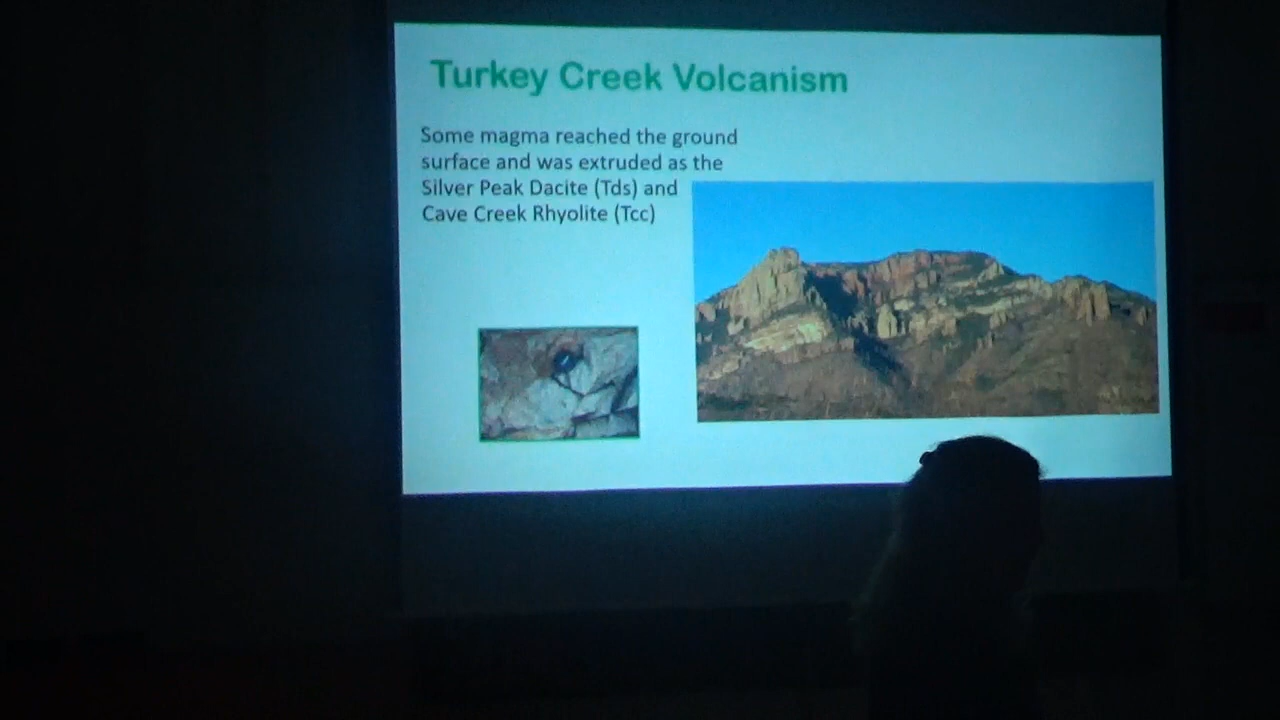 Turkey Creek Volcanism
Some magma reached the ground
surface and was extruded as the
Silver Peak Dacite (Tds) and
Cave Creek Rhyolite (Tcc)